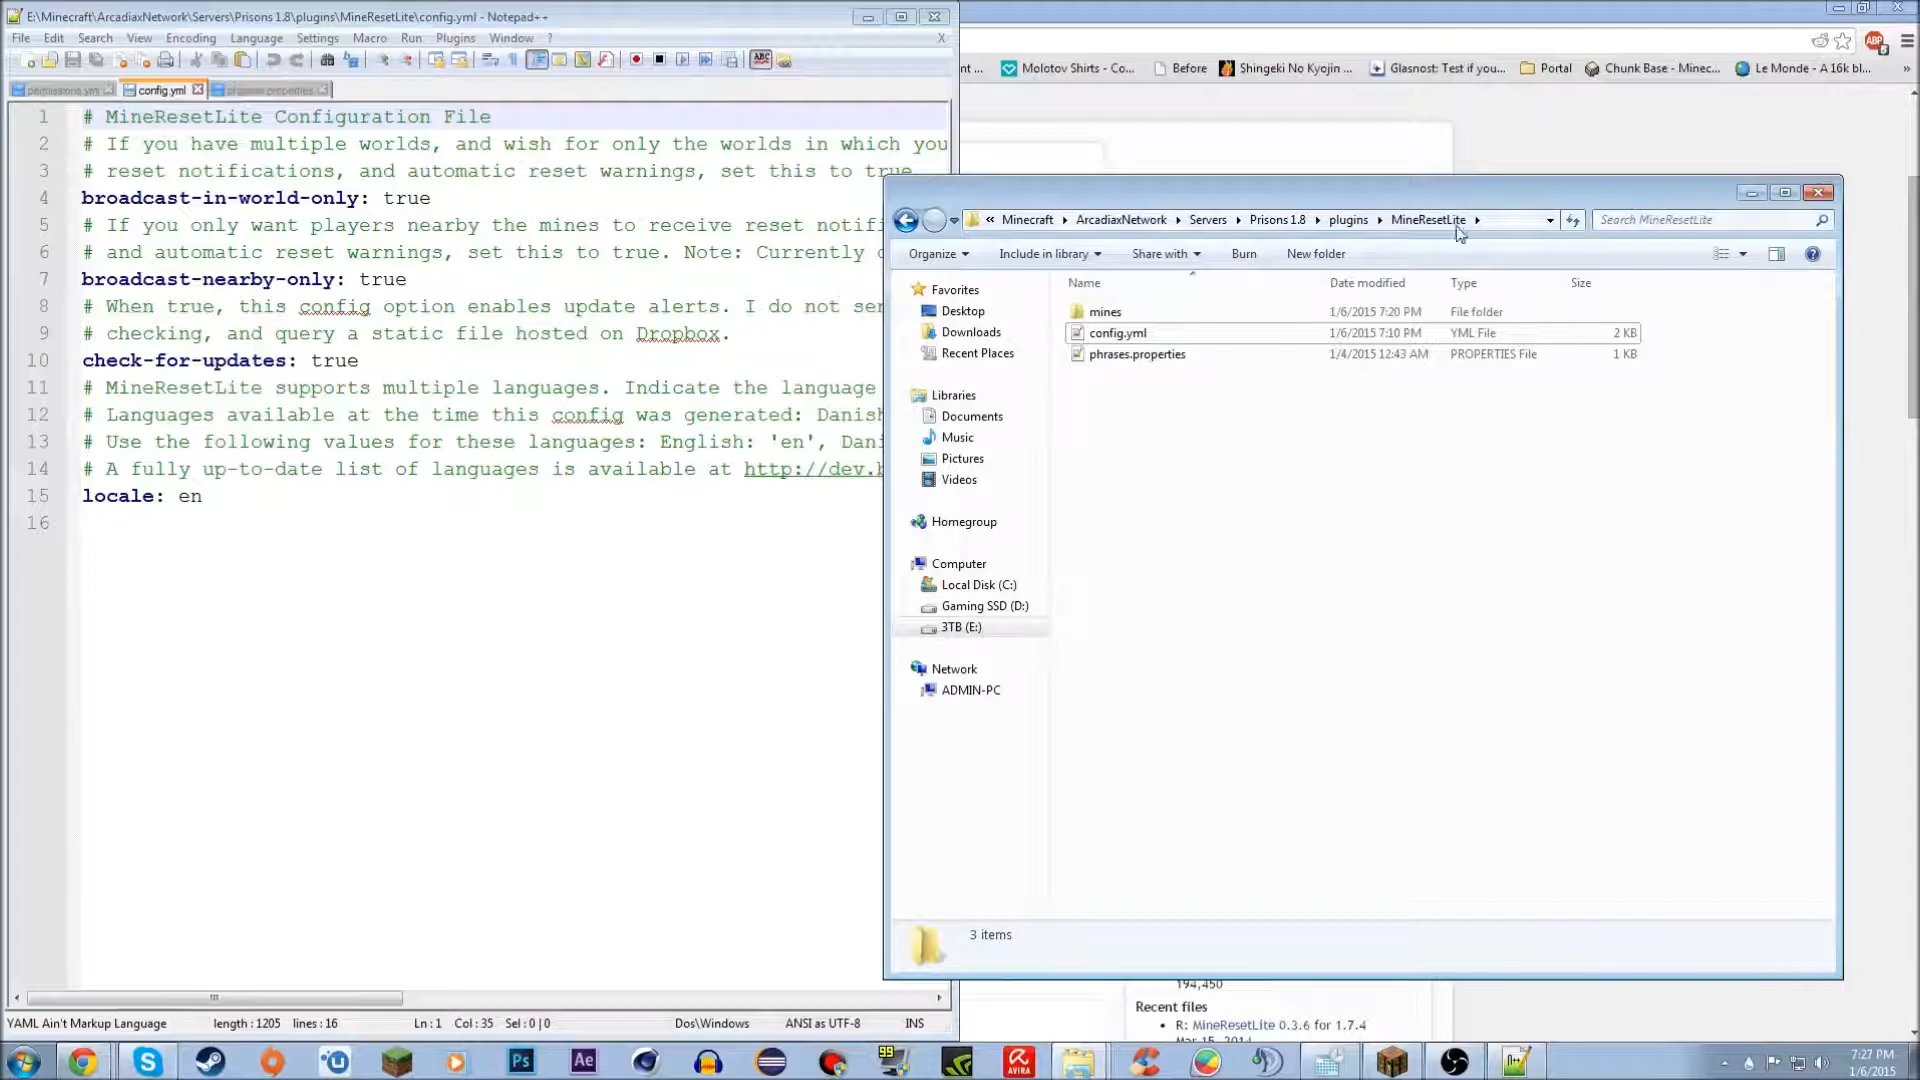 E:\Minecraft\ArcadiaxNetwork\Servers\Prisons 1.8\plugins\MineResetLite\config.yml - Notepad++
File Edit Search View Encoding Language Settings Macro Run Plugins Window ? X
permissions.yml config.yml phrases.properties
1 # MineResetLite Configuration File
2 # If you have multiple worlds, and wish for only the worlds in which you
3 # reset notifications, and automatic reset warnings, set this to true
4 broadcast-in-world-only: true
5 # If you only want players nearby the mines to receive reset notifi
6 # and automatic reset warnings, set this to true. Note: Currently
7 broadcast-nearby-only: true
8 # When true, this config option enables update alerts. I do not ser
9 # checking, and query a static file hosted on Dropbox.
10 check-for-updates: true
11 # MineResetLite supports multiple languages. Indicate the language
12 # Languages available at the time this config was generated: Danish
13 # Use the following values for these languages: English: 'en', Dani
14 # A fully up-to-date list of languages is available at http://dev.b
15 locale: en
16
YAML Ain't Markup Language length : 1205 lines : 16 Ln : 1 Col : 35 Sel : 0 | 0 Dos\Windows ANSI as UTF-8 INS
ABP
nt ... Molotov Shirts - Co... Before Shingeki No Kyojin ... Glasnost: Test if you... Portal Chunk Base - Minec... Le Monde - A 16k bl... »
« Minecraft ArcadiaxNetwork Servers Prisons 1.8 plugins MineResetLite Search MineResetLite
Organize Include in library Share with Burn New folder
Name Date modified Type Size
mines 1/6/2015 7:20 PM File folder
config.yml 1/6/2015 7:10 PM YML File 2 KB
phrases.properties 1/4/2015 12:43 AM PROPERTIES File 1 KB
Favorites
Desktop
Downloads
Recent Places
Libraries
Documents
Music
Pictures
Videos
Homegroup
Computer
Local Disk (C:)
Gaming SSD (D:)
3TB (E:)
Network
ADMIN-PC
3 items
194,450
Recent files
R: MineResetLite 0.3.6 for 1.7.4
Mar 15, 2014
Ps Ae 99 AVIRA
7:27 PM
1/6/2015